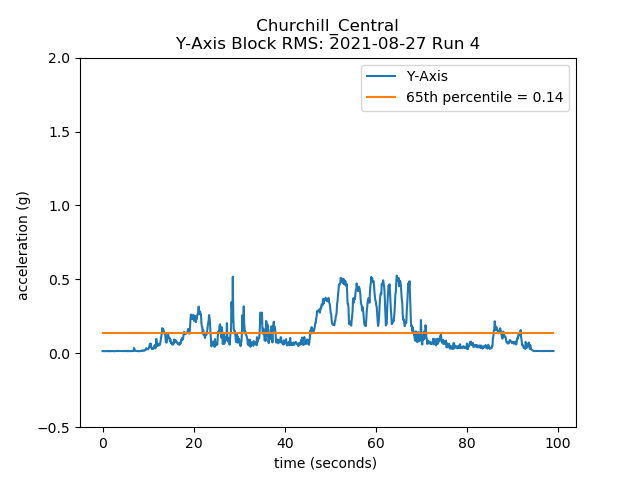 Churchill_Central
Y-Axis Block RMS: 2021-08-27 Run 4
Y-Axis
65th percentile = 0.14
2.0
1.5
1.0
0.5
0.0
−0.5
acceleration (g)
0 20 40 60 80 100
time (seconds)